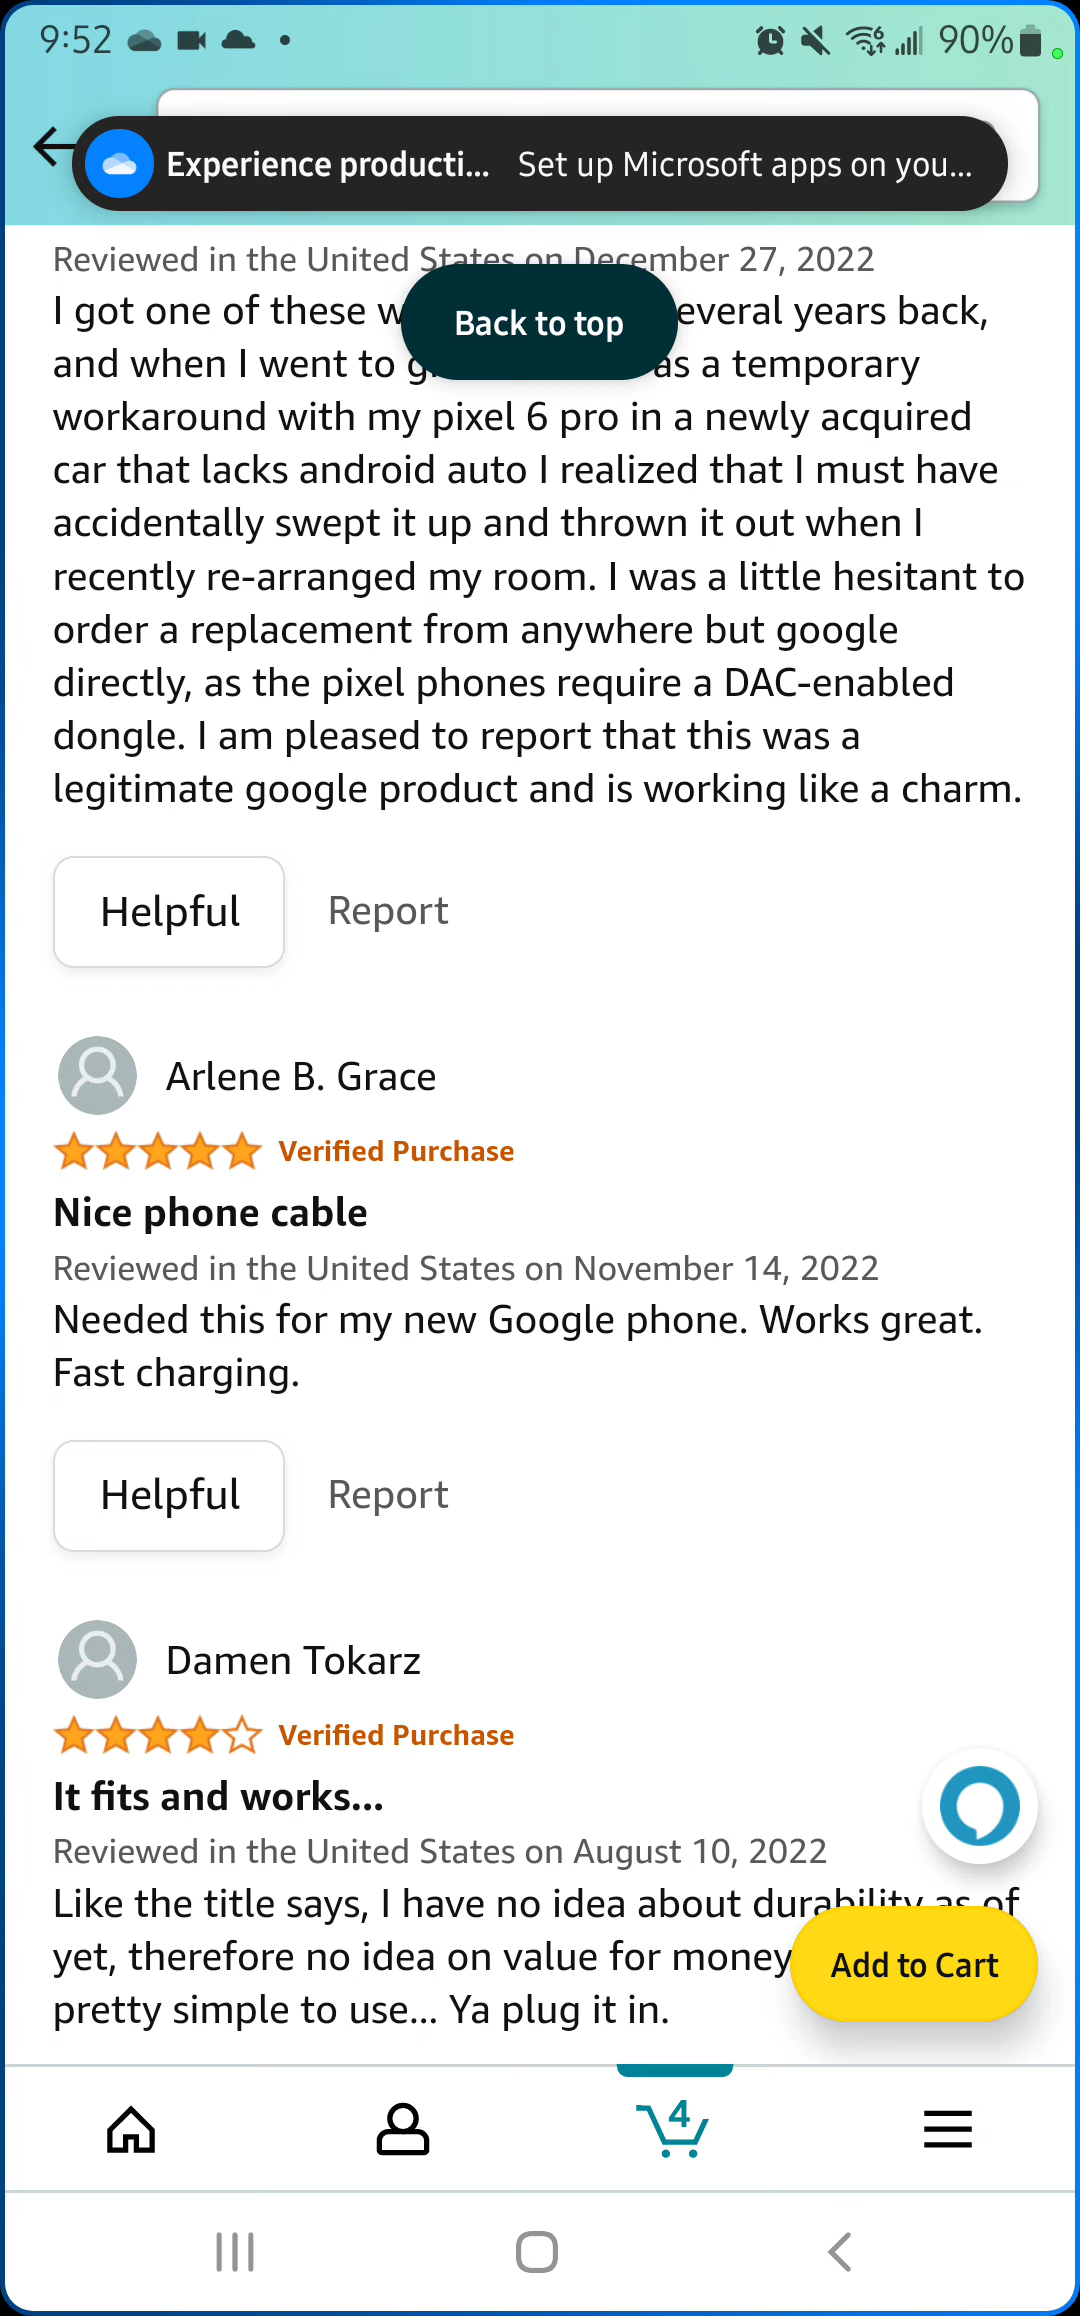 9:52
90%
Experience producti... Set up Microsoft apps on you...
Reviewed in the United States on December 27, 2022
I got one of these w everal years back,
Back to top
and when I went to as a temporary
workaround with my pixel 6 pro in a newly acquired
car that lacks android auto I realized that I must have
accidentally swept it up and thrown it out when I
recently re-arranged my room. I was a little hesitant to
order a replacement from anywhere but google
directly, as the pixel phones require a DAC-enabled
dongle. I am pleased to report that this was a
legitimate google product and is working like a charm.
Helpful Report
Arlene B. Grace
Verified Purchase
Nice phone cable
Reviewed in the United States on November 14, 2022
Needed this for my new Google phone. Works great.
Fast charging.
Helpful Report
Damen Tokarz
Verified Purchase
It fits and works...
Reviewed in the United States on August 10, 2022
Like the title says, I have no idea about durability as of
yet, therefore no idea on value for money
Add to Cart
pretty simple to use... Ya plug it in.
4